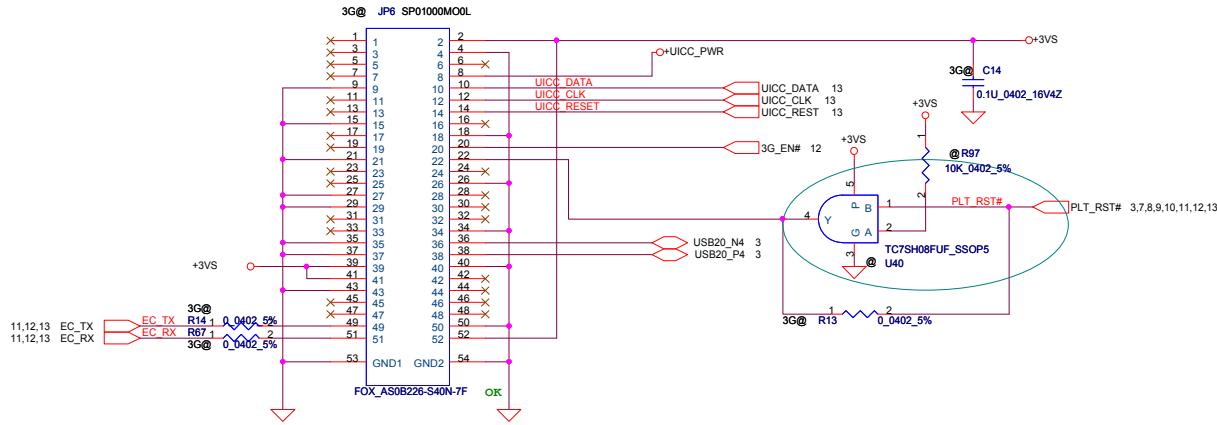 3G@ JP6 SP01000MO0L
1 1 2 2 +3VS
3 3 4 4
5 5 6 6 +UICC_PWR
7 7 8 8
9 9 10 10 UICC_DATA UICC_DATA 13
11 11 12 12 UICC_CLK UICC_CLK 13
13 13 14 14 UICC_RESET UICC_REST 13
15 15 16 16
17 17 18 18
19 19 20 20 3G_EN# 12
21 21 22 22
23 23 24 24
25 25 26 26
27 27 28 28
29 29 30 30
31 31 32 32
33 33 34 34
35 35 36 36 USB20_N4 3
37 37 38 38 USB20_P4 3
+3VS 39 39 40 40
41 41 42 42
43 43 44 44
45 45 46 46
47 47 48 48
11,12,13 EC_TX EC_TX 3G@ R14 1 0_0402_5% 2 49 49 50 50
11,12,13 EC_RX EC_RX R67 1 2 51 51 52 52
3G@ 0_0402_5%
53 GND1 GND2 54
FOX_AS0B226-S40N-7F OK
3G@ C14
0.1U_0402_16V4Z
+3VS
1
@ R97
10K_0402_5%
2
+3VS
5
P B 1 PLT_RST# PLT_RST# 3,7,8,9,10,11,12,13
4 Y
G A 2
3
TC7SH08FUF_SSOP5
@ U40
1 2
3G@ R13 0_0402_5%